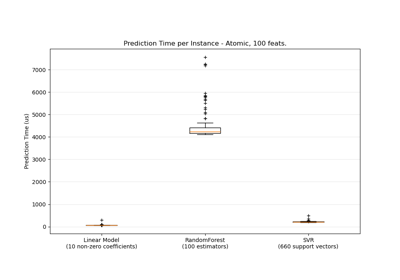 Prediction Time per Instance - Atomic, 100 feats.
7000
6000
5000
4000
3000
2000
1000
0
Prediction Time (us)
Linear Model
(10 non-zero coefficients)
RandomForest
(100 estimators)
SVR
(660 support vectors)